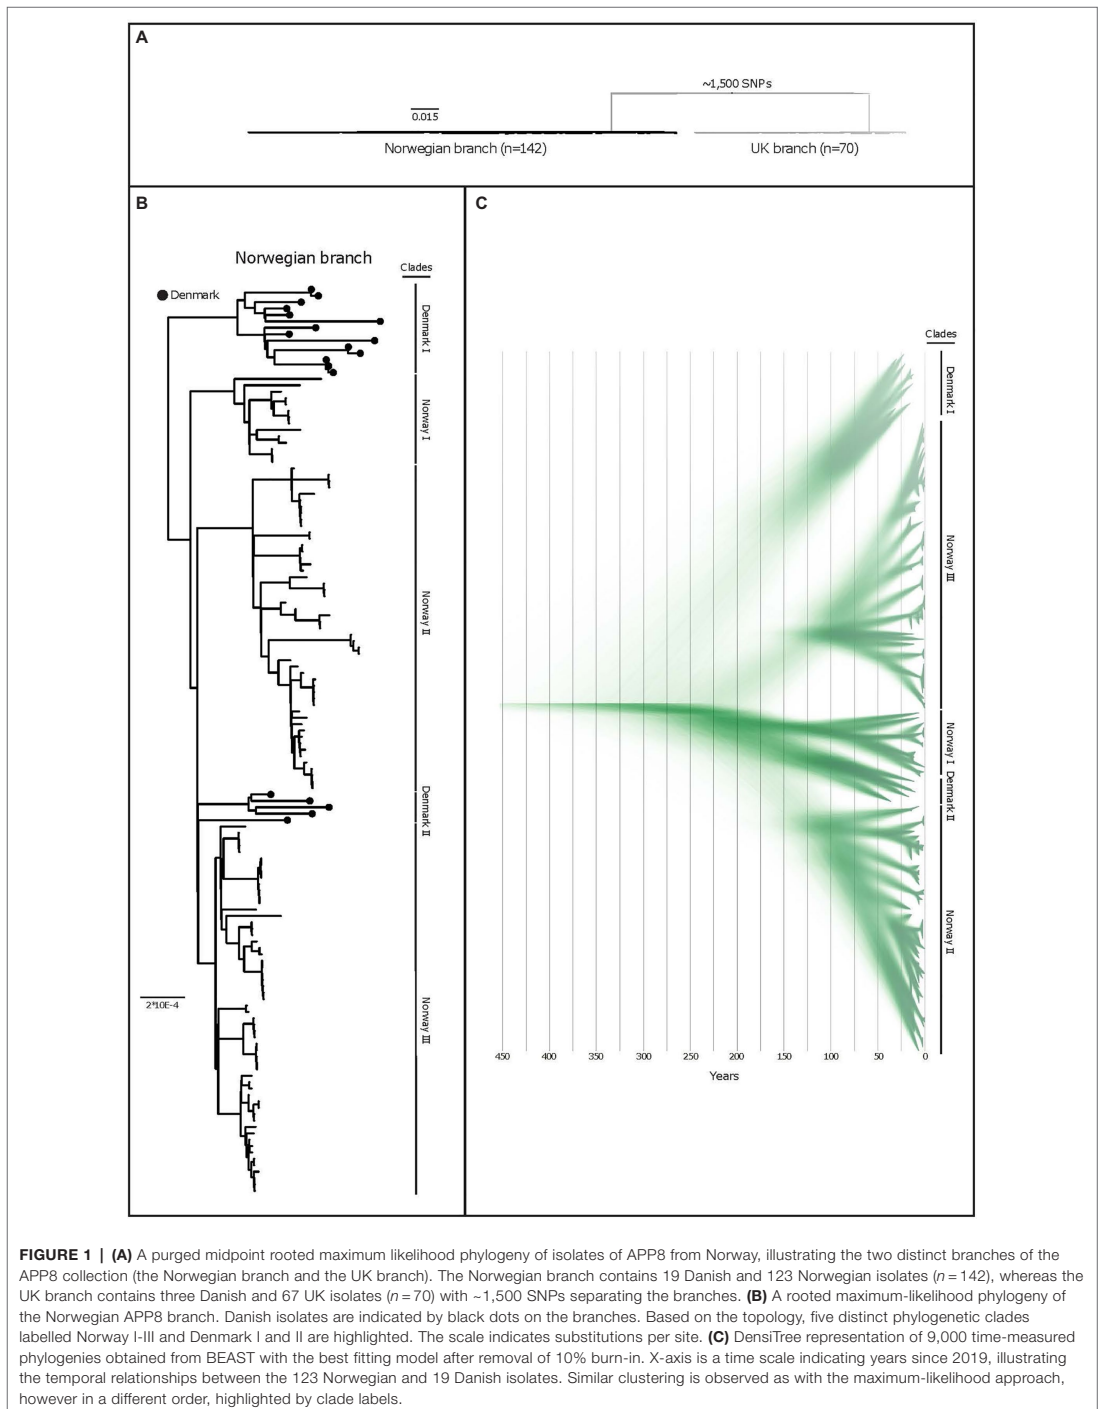 A
~1,500 SNPs
0.015
Norwegian branch (n=142)
UK branch (n=70)
B
Norwegian branch
Clades
Denmark
Denmark I
Norway I
Norway II
Denmark II
Norway III
2*10E-4
C
Clades
Denmark I
Norway III
Norway I
Denmark II
Norway II
450 400 350 300 250 200 150 100 50 0
Years
FIGURE 1 | (A) A purged midpoint rooted maximum likelihood phylogeny of isolates of APP8 from Norway, illustrating the two distinct branches of the
APP8 collection (the Norwegian branch and the UK branch). The Norwegian branch contains 19 Danish and 123 Norwegian isolates (n = 142), whereas the
UK branch contains three Danish and 67 UK isolates (n = 70) with ~1,500 SNPs separating the branches. (B) A rooted maximum-likelihood phylogeny of
the Norwegian APP8 branch. Danish isolates are indicated by black dots on the branches. Based on the topology, five distinct phylogenetic clades
labelled Norway I-III and Denmark I and II are highlighted. The scale indicates substitutions per site. (C) DensiTree representation of 9,000 time-measured
phylogenies obtained from BEAST with the best fitting model after removal of 10% burn-in. X-axis is a time scale indicating years since 2019, illustrating
the temporal relationships between the 123 Norwegian and 19 Danish isolates. Similar clustering is observed as with the maximum-likelihood approach,
however in a different order, highlighted by clade labels.